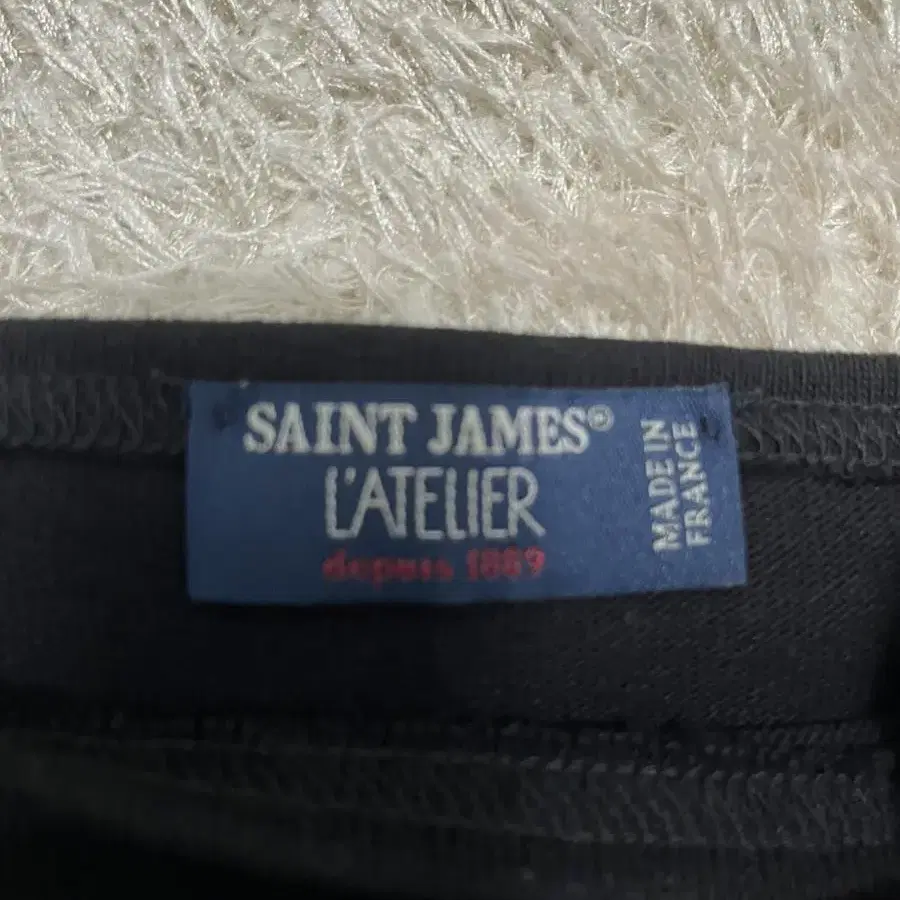 SAINT JAMES®
L'ATELIER
depuis 1889
MADE IN
FRANCE